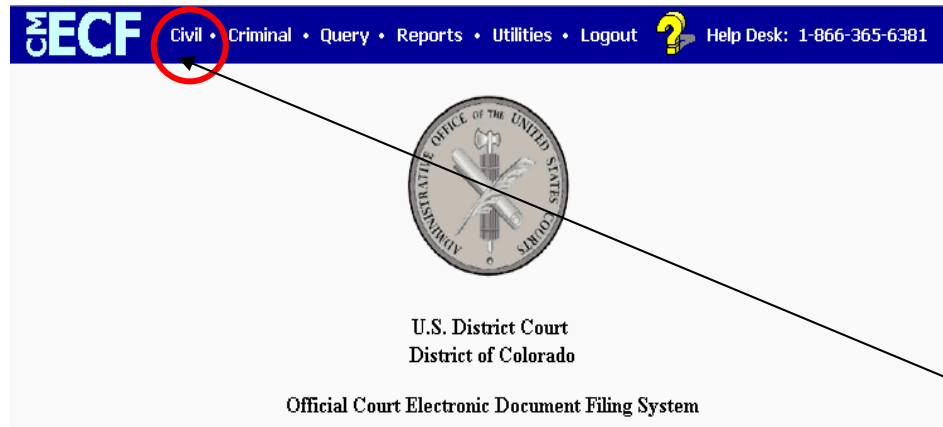 CM ECF Civil • Criminal • Query • Reports • Utilities • Logout ? Help Desk: 1-866-365-6381
ADMINISTRATIVE OFFICE OF THE UNITED STATES COURTS
U.S. District Court
District of Colorado
Official Court Electronic Document Filing System